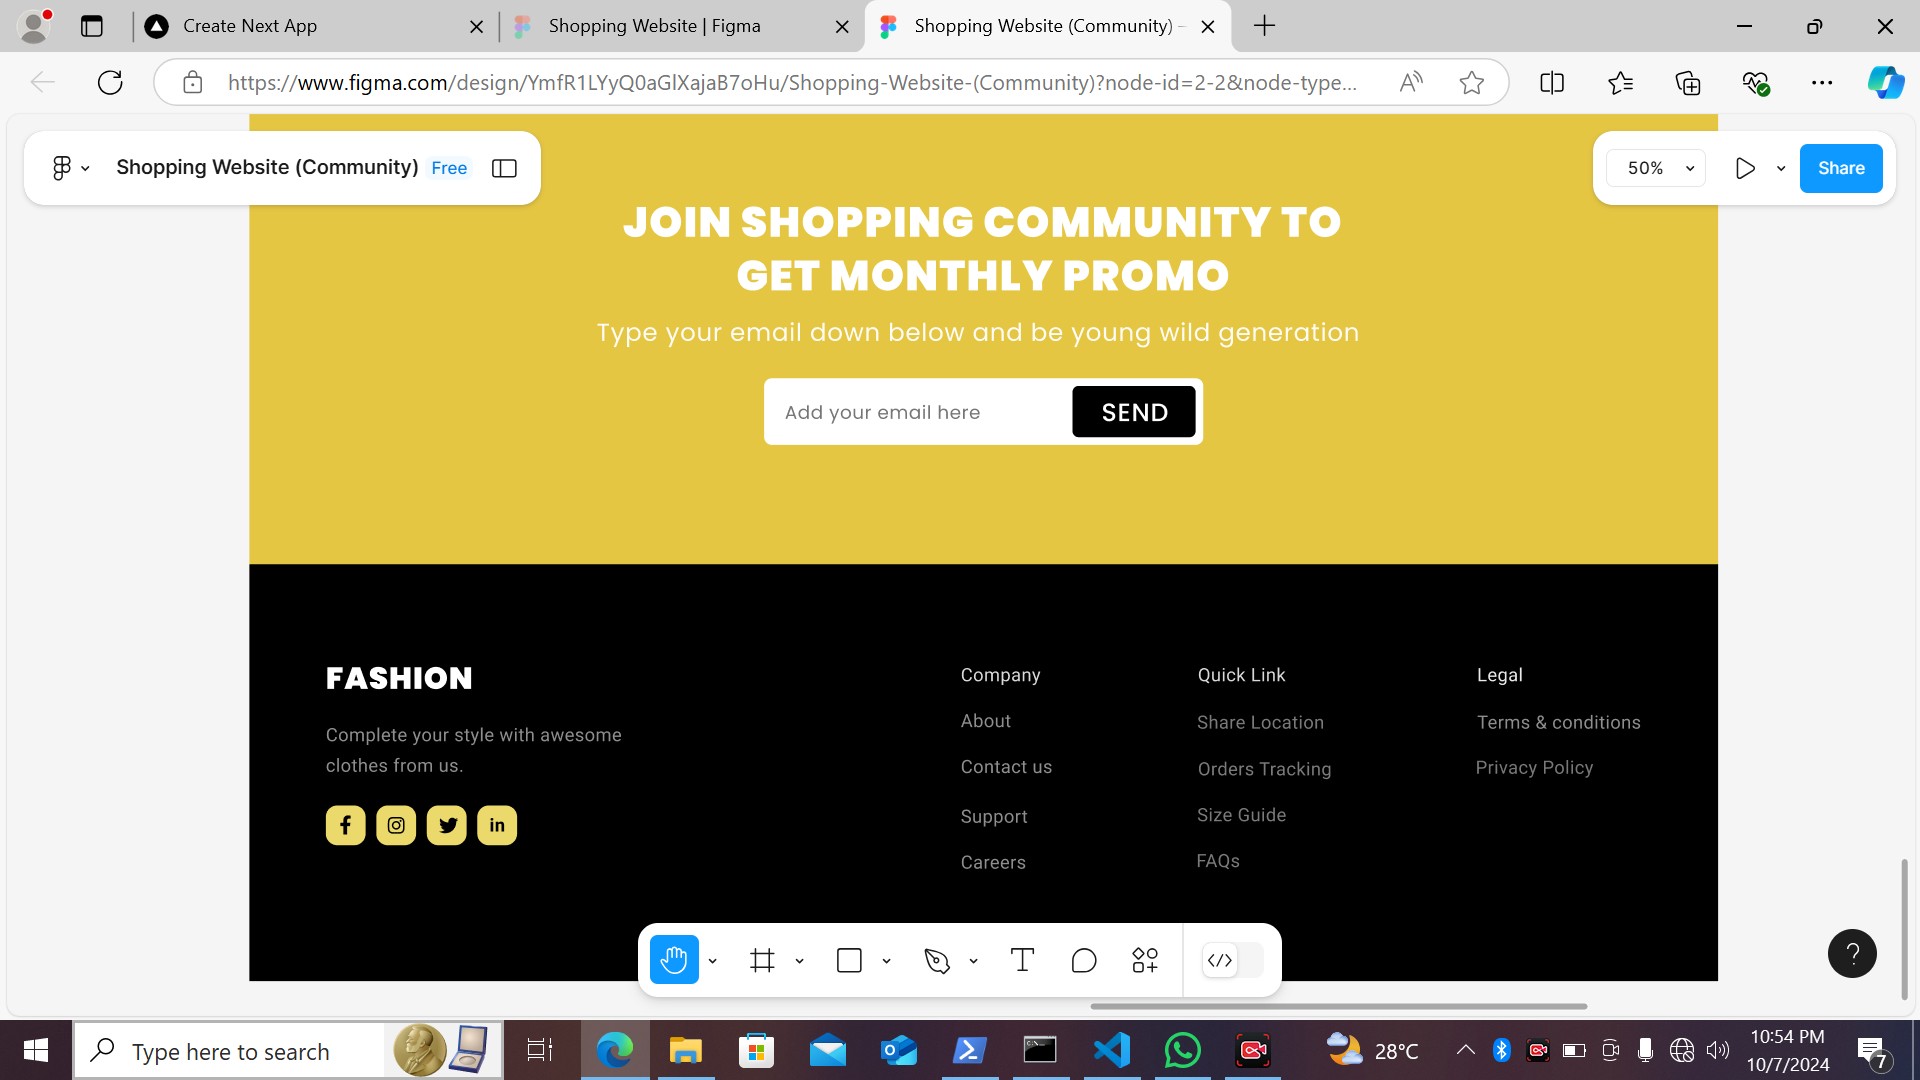 Create Next App
Shopping Website | Figma
Shopping Website (Community) –
https://www.figma.com/design/YmfR1LYyQ0aGlXajaB7oHu/Shopping-Website-(Community)?node-id=2-2&node-type...
Shopping Website (Community) Free
50%
Share
JOIN SHOPPING COMMUNITY TO
GET MONTHLY PROMO
Type your email down below and be young wild generation
Add your email here
SEND
FASHION
Complete your style with awesome
clothes from us.
in
Company
About
Contact us
Support
Careers
Quick Link
Share Location
Orders Tracking
Size Guide
FAQs
Legal
Terms & conditions
Privacy Policy
?
Type here to search
28°C
10:54 PM
10/7/2024
7